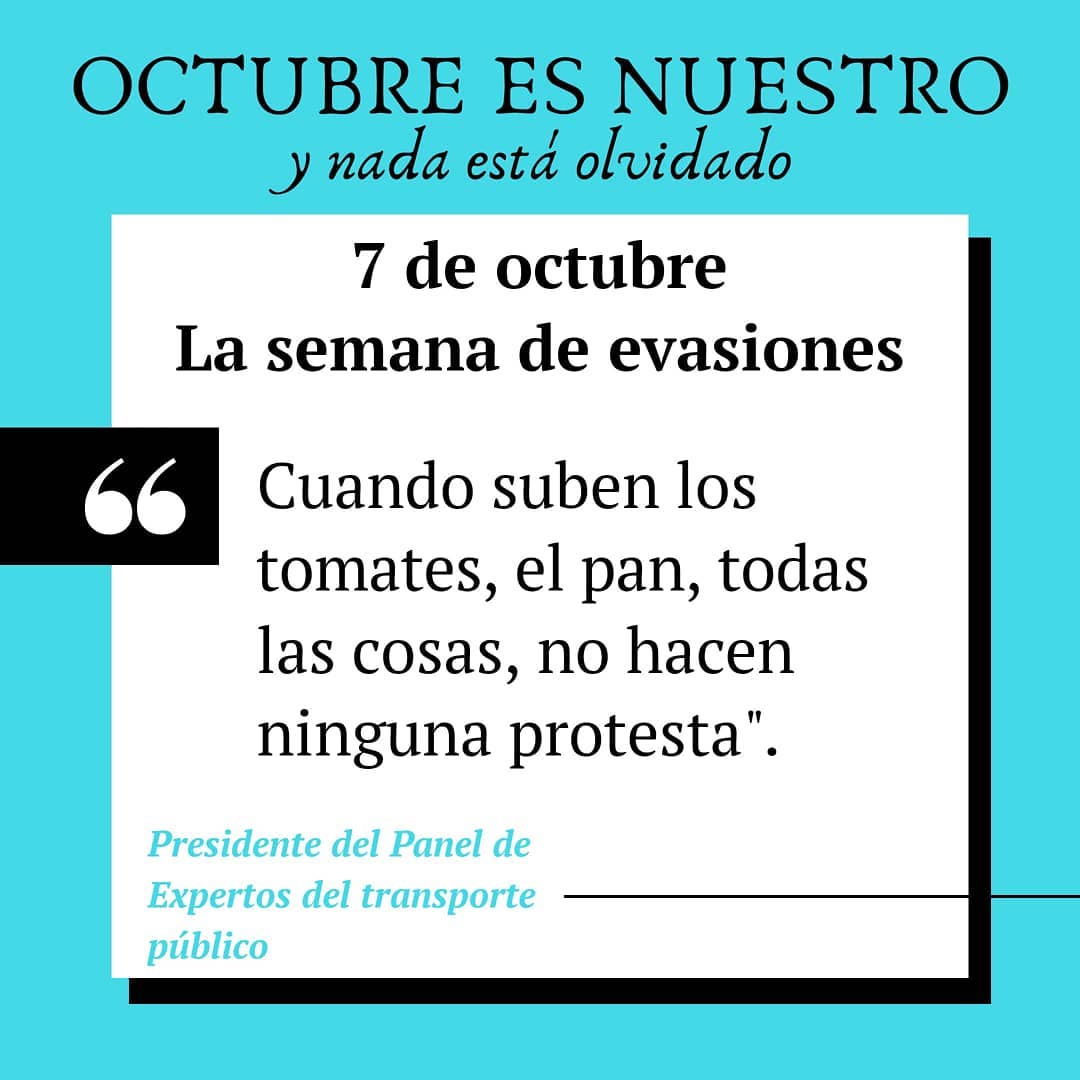 OCTUBRE ES NUESTRO
y nada está olvidado
7 de octubre
La semana de evasiones
“
Cuando suben los
tomates, el pan, todas
las cosas, no hacen
ninguna protesta".
Presidente del Panel de
Expertos del transporte
público